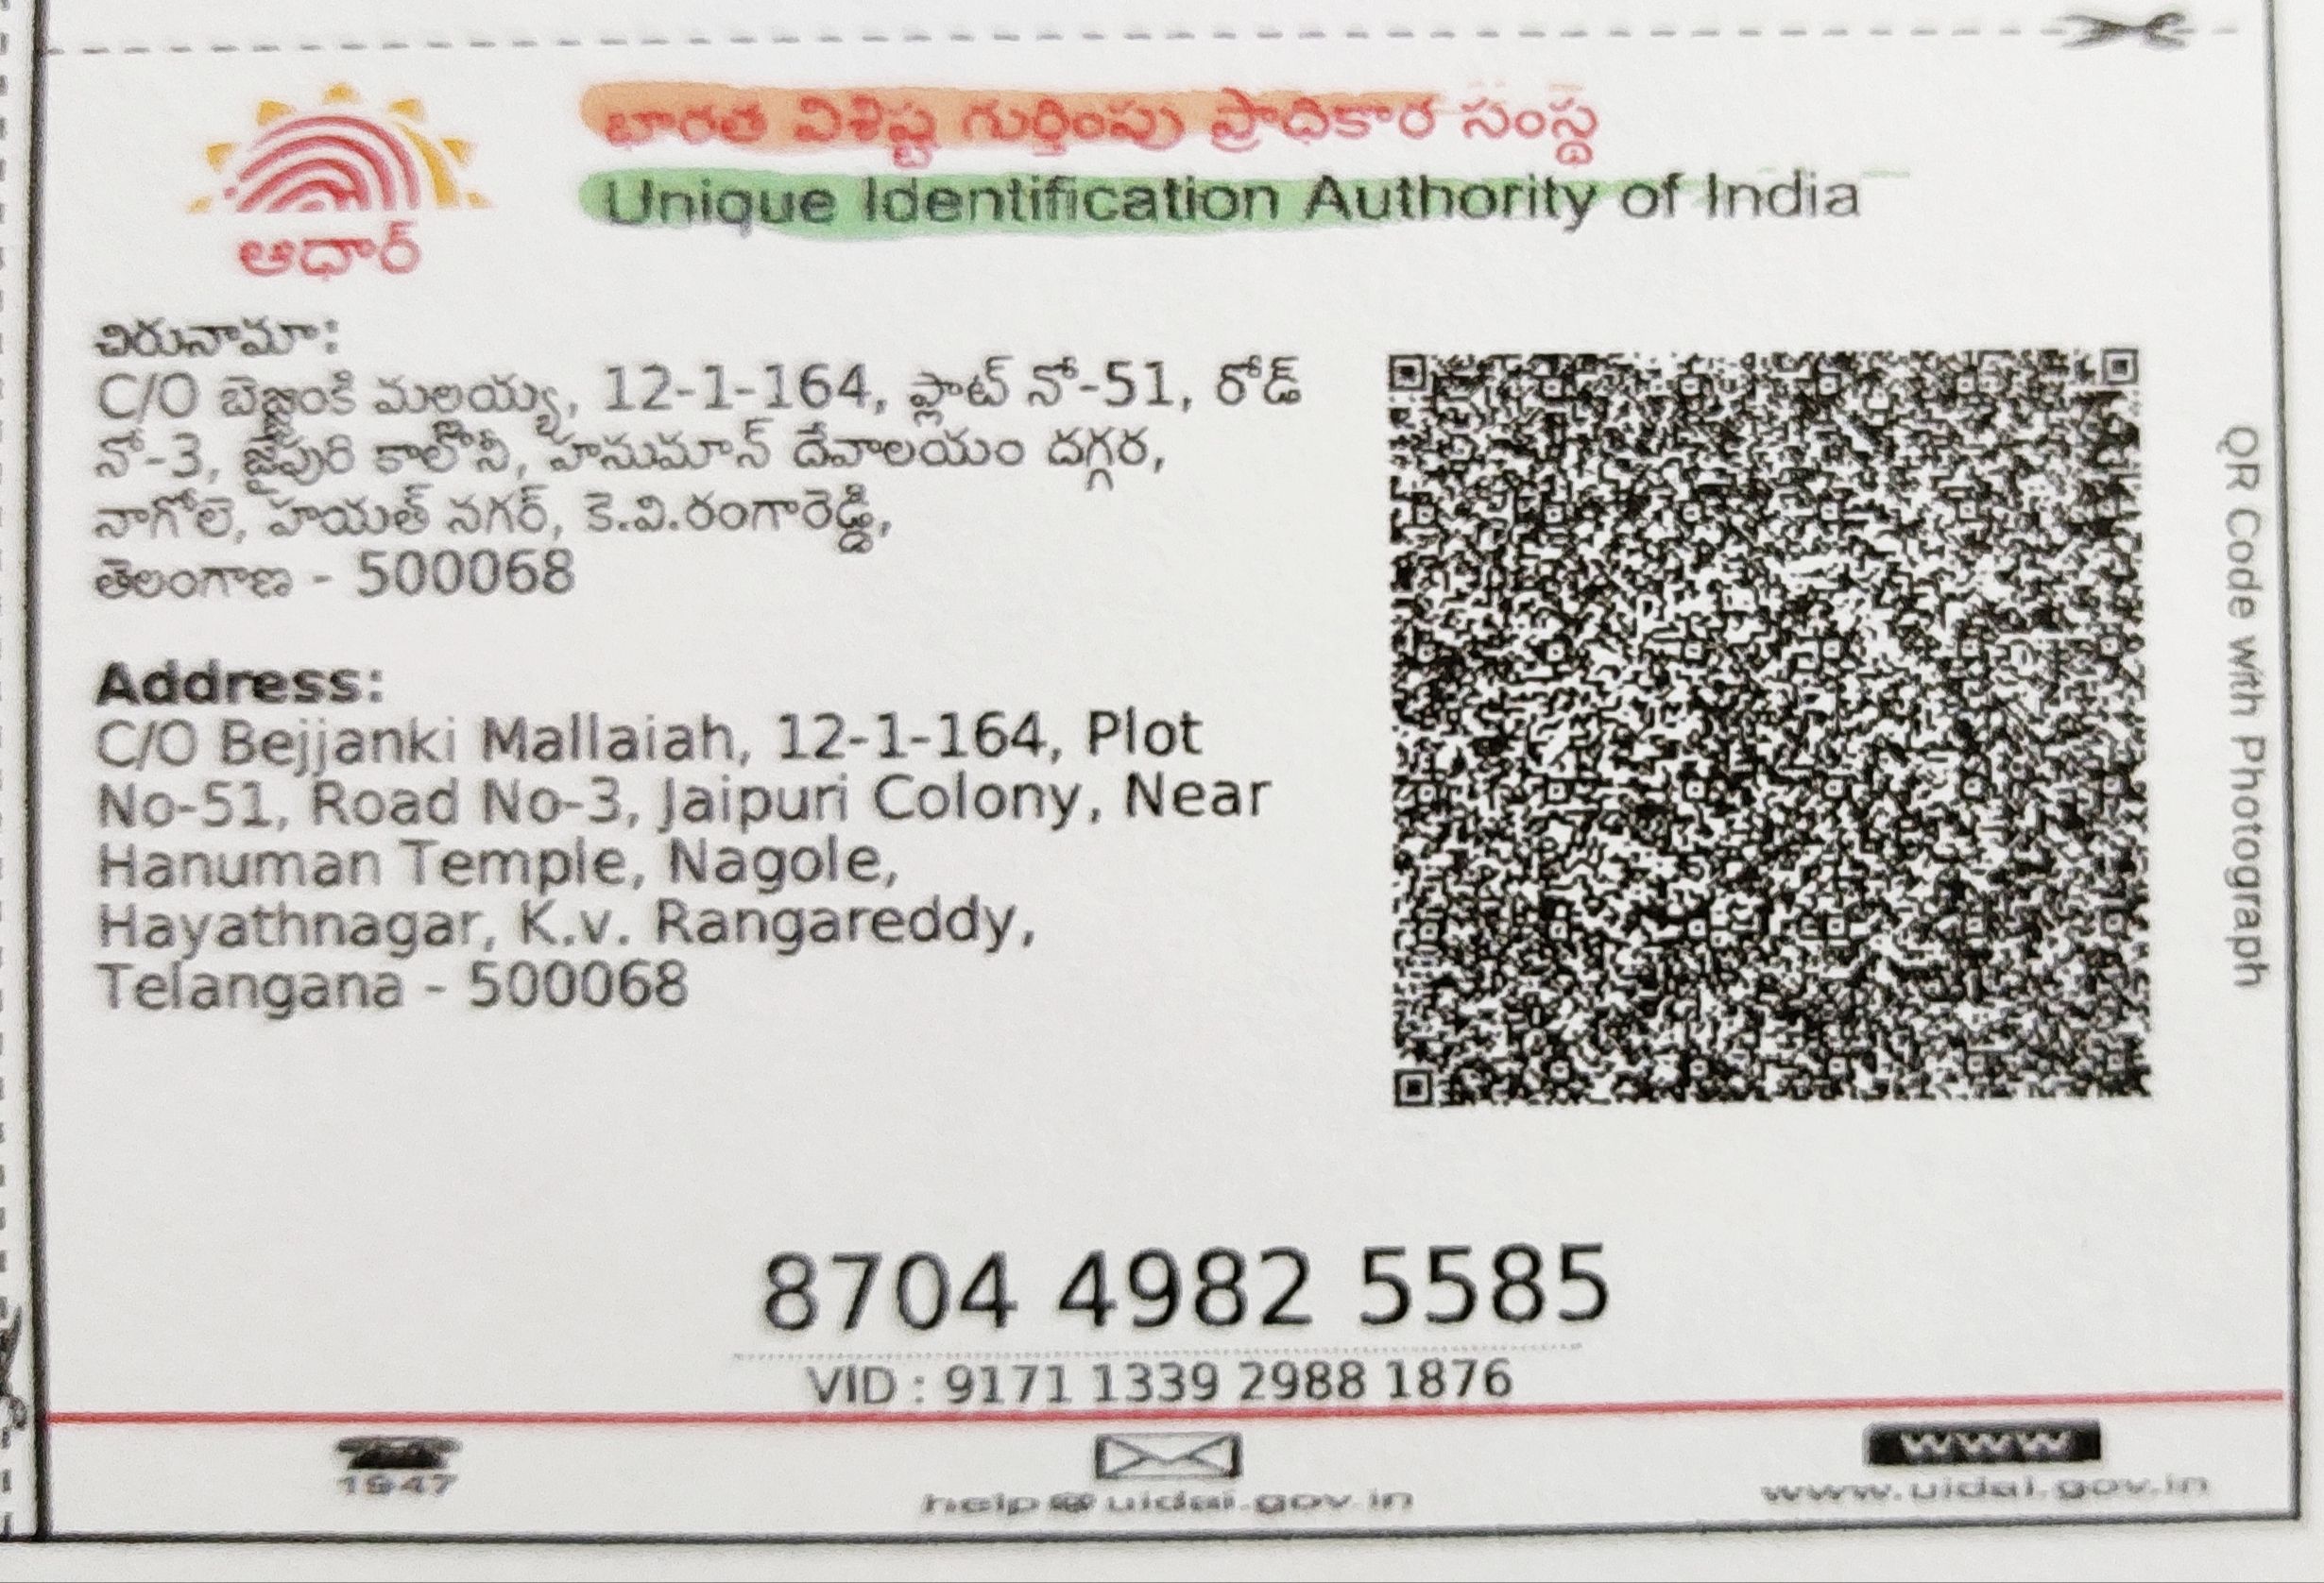 భారత విశిష్ట గుర్తింపు ప్రాధికార సంస్థ
Unique Identification Authority of India
ఆధార్
చిరునామా:
C/O బెజ్జంకి మల్లయ్య, 12-1-164, ప్లాట్ నో-51, రోడ్
నో-3, జైపురి కాలోనీ, హనుమాన్ దేవాలయం దగ్గర,
నాగోలె, హయత్ నగర్, కె.వి.రంగారెడ్డి,
తెలంగాణ - 500068
Address:
C/O Bejjanki Mallaiah, 12-1-164, Plot
No-51, Road No-3, Jaipuri Colony, Near
Hanuman Temple, Nagole,
Hayathnagar, K.v. Rangareddy,
Telangana - 500068
QR Code with Photograph
8704 4982 5585
VID : 9171 1339 2988 1876
1947
help@uidai.gov.in
www
www.uidai.gov.in